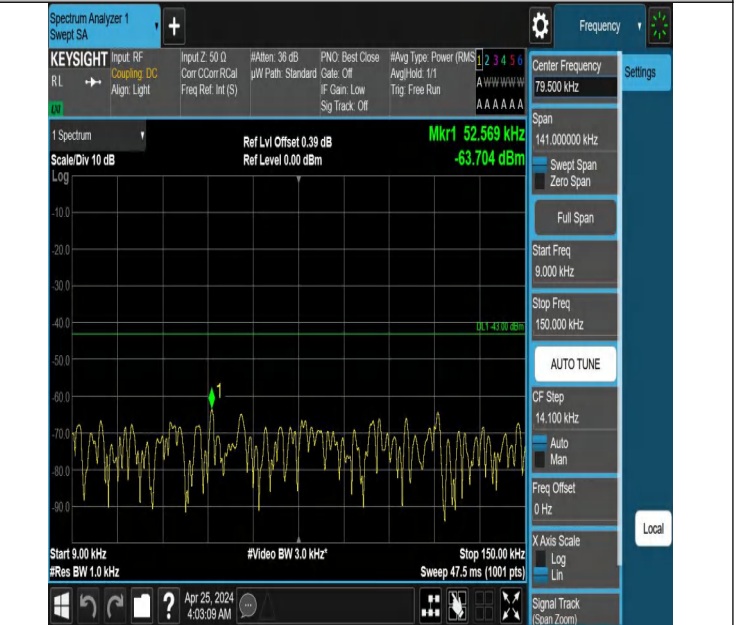 Spectrum Analyzer 1
Swept SA
+
Frequency
KEYSIGHT
RL
Input: RF
Coupling: DC
Align: Light
Input Z: 50 Ω
Corr CCorr RCal
Freq Ref: Int (S)
#Atten: 36 dB
µW Path: Standard
PNO: Best Close
Gate: Off
IF Gain: Low
Sig Track: Off
#Avg Type: Power (RMS
Avg|Hold: 1/1
Trig: Free Run
1 2 3 4 5 6
A W W W W W
A A A A A A
1 Spectrum
Scale/Div 10 dB
Log
Ref Lvl Offset 0.39 dB
Ref Level 0.00 dBm
Mkr1 52.569 kHz
-63.704 dBm
-10.0
-20.0
-30.0
-40.0
DL1 -43.00 dBm
-50.0
-60.0
1
-70.0
-80.0
-90.0
Start 9.00 kHz
#Res BW 1.0 kHz
#Video BW 3.0 kHz*
Stop 150.00 kHz
Sweep 47.5 ms (1001 pts)
Center Frequency
79.500 kHz
Settings
Span
141.000000 kHz
Swept Span
Zero Span
Full Span
Start Freq
9.000 kHz
Stop Freq
150.000 kHz
AUTO TUNE
CF Step
14.100 kHz
Auto
Man
Freq Offset
0 Hz
Local
X Axis Scale
Log
Lin
Signal Track
(Span Zoom)
?
Apr 25, 2024
4:03:09 AM